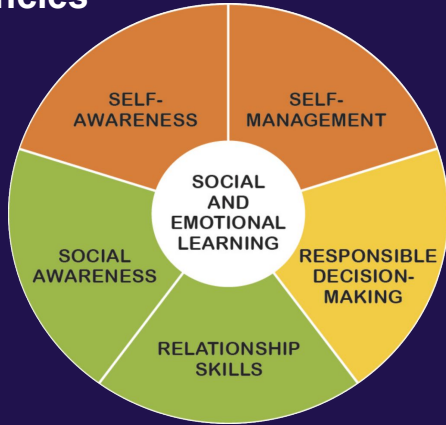 SELF-
AWARENESS
SELF-
MANAGEMENT
SOCIAL
AND
EMOTIONAL
LEARNING
SOCIAL
AWARENESS
RESPONSIBLE
DECISION-
MAKING
RELATIONSHIP
SKILLS